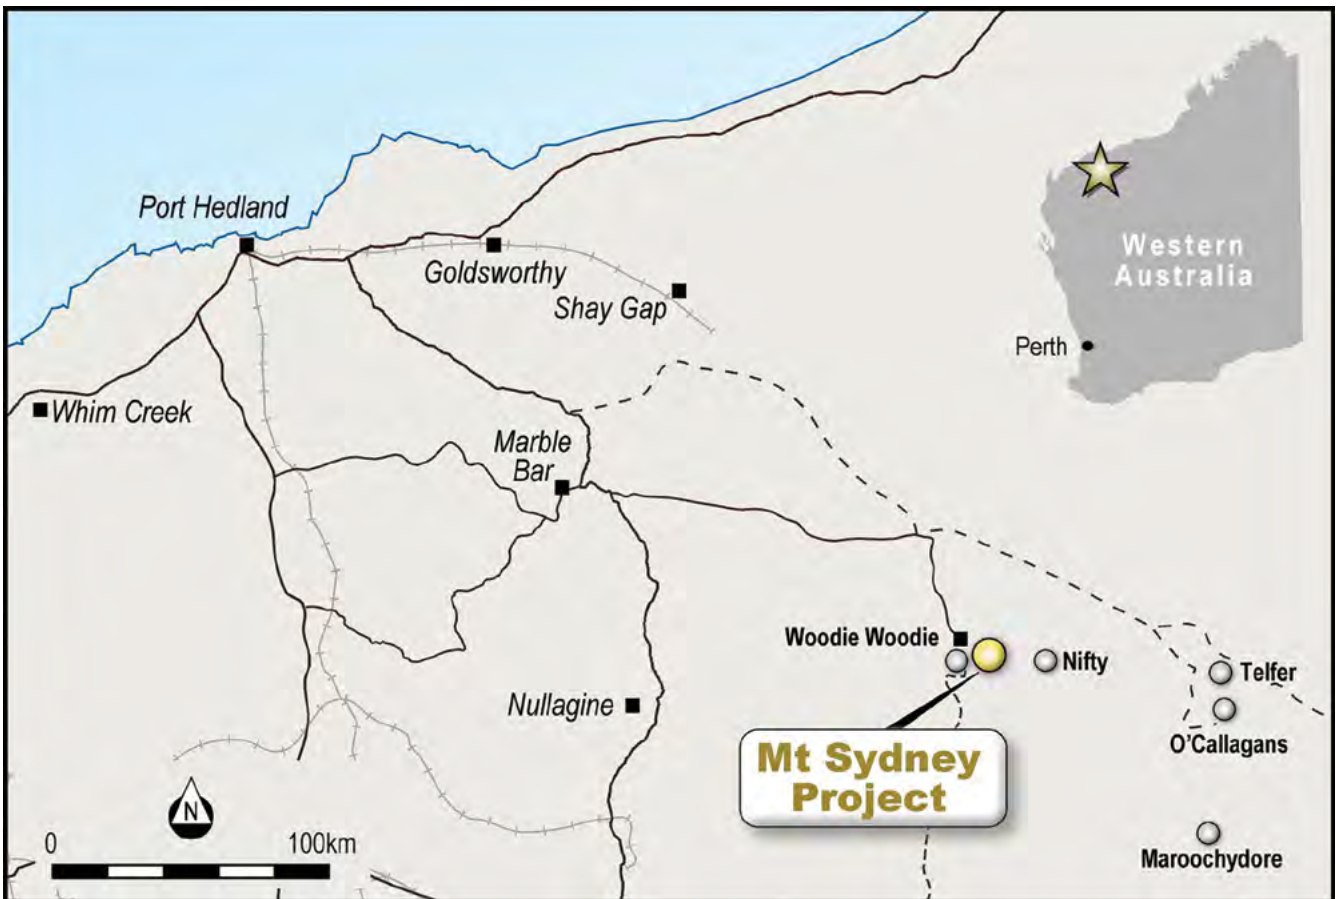 Port Hedland
Goldsworthy
Shay Gap
Western
Australia
Perth
Whim Creek
Marble
Bar
Woodie Woodie
Nifty
Telfer
Nullagine
O'Callagans
Mt Sydney
Project
N
0
100km
Maroochydore